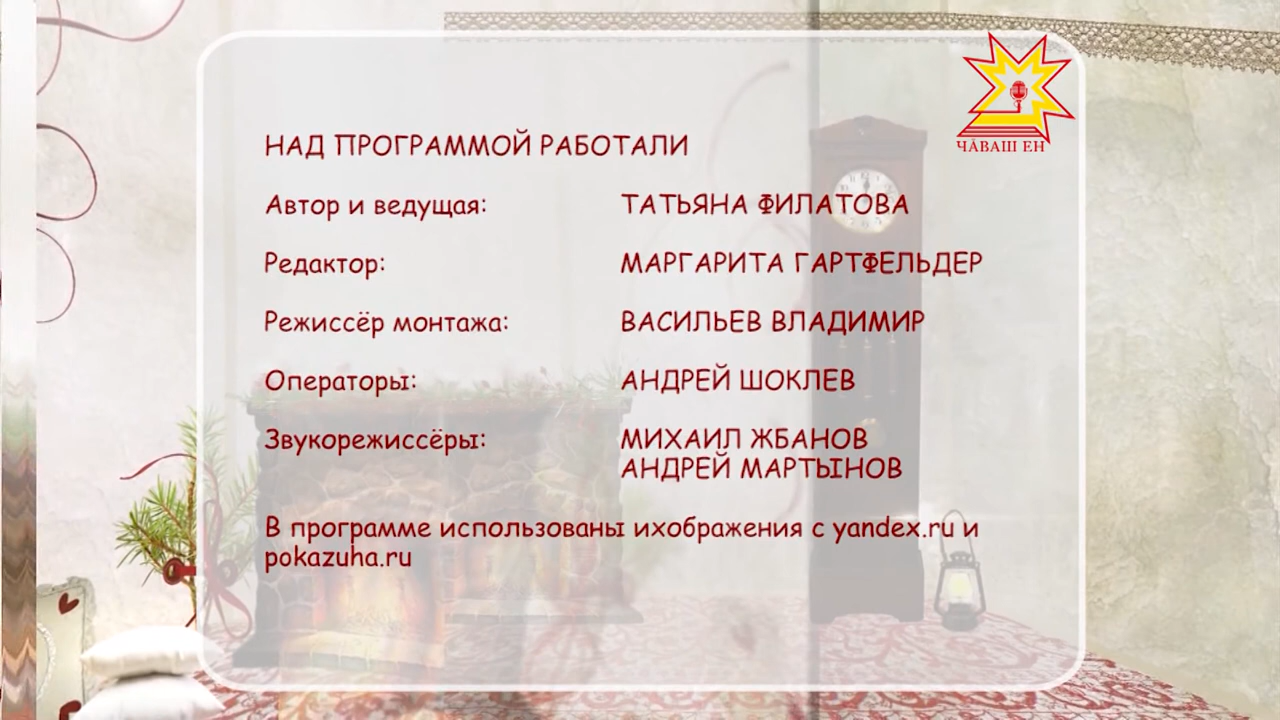 ЧӐВАШ ЕН
НАД ПРОГРАММОЙ РАБОТАЛИ
Автор и ведущая: ТАТЬЯНА ФИЛАТОВА
Редактор: МАРГАРИТА ГАРТФЕЛЬДЕР
Режиссёр монтажа: ВАСИЛЬЕВ ВЛАДИМИР
Операторы: АНДРЕЙ ШОКЛЕВ
Звукорежиссёры: МИХАИЛ ЖБАНОВ
АНДРЕЙ МАРТЫНОВ
В программе использованы ихображения с yandex.ru и
pokazuha.ru